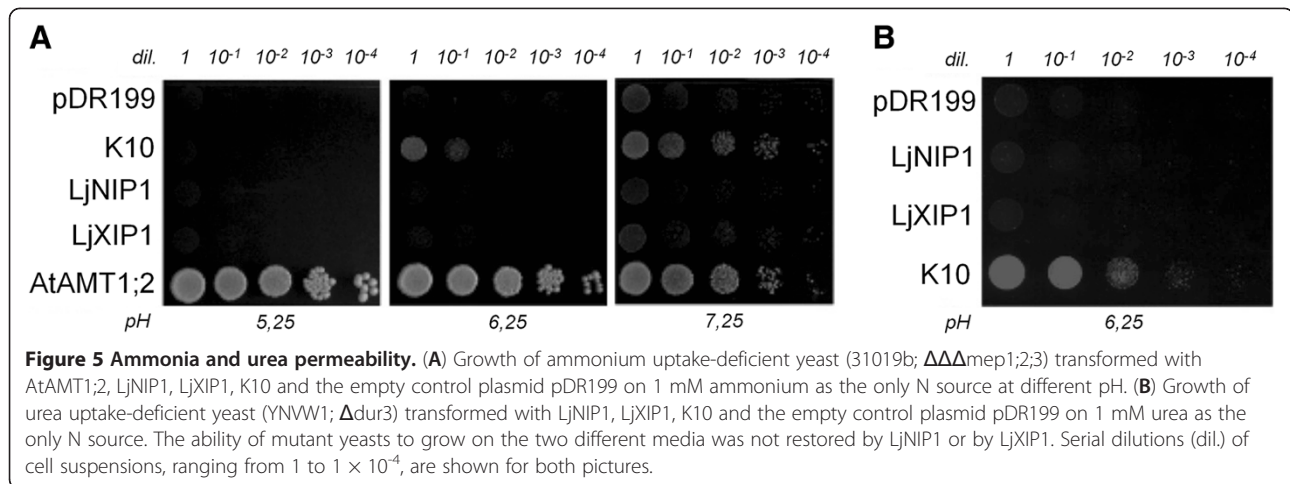 A
B
dil. 1 10⁻¹ 10⁻² 10⁻³ 10⁻⁴ 1 10⁻¹ 10⁻² 10⁻³ 10⁻⁴ 1 10⁻¹ 10⁻² 10⁻³ 10⁻⁴
pDR199
K10
LjNIP1
LjXIP1
AtAMT1;2
pH 5,25 6,25 7,25
dil. 1 10⁻¹ 10⁻² 10⁻³ 10⁻⁴
pDR199
LjNIP1
LjXIP1
K10
pH 6,25
Figure 5 Ammonia and urea permeability. (A) Growth of ammonium uptake-deficient yeast (31019b; ΔΔΔmep1;2;3) transformed with
AtAMT1;2, LjNIP1, LjXIP1, K10 and the empty control plasmid pDR199 on 1 mM ammonium as the only N source at different pH. (B) Growth of
urea uptake-deficient yeast (YNVW1; Δdur3) transformed with LjNIP1, LjXIP1, K10 and the empty control plasmid pDR199 on 1 mM urea as the
only N source. The ability of mutant yeasts to grow on the two different media was not restored by LjNIP1 or by LjXIP1. Serial dilutions (dil.) of
cell suspensions, ranging from 1 to 1 × 10⁻⁴, are shown for both pictures.